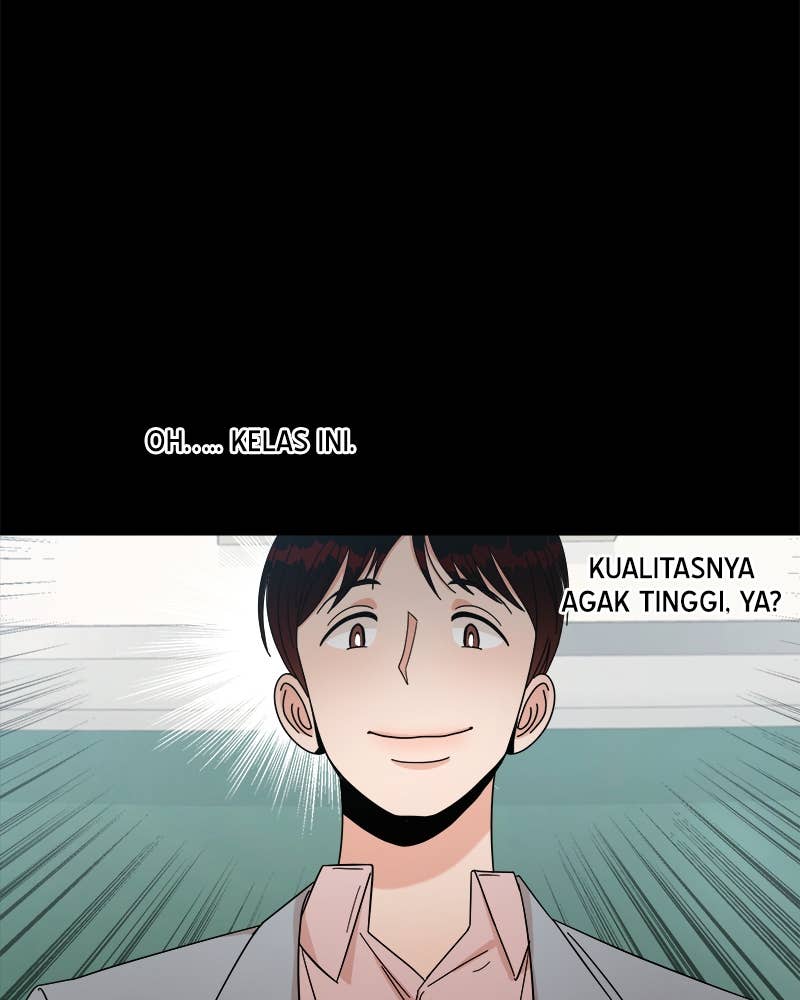 OH..... KELAS INI.
KUALITASNYA
AGAK TINGGI, YA?